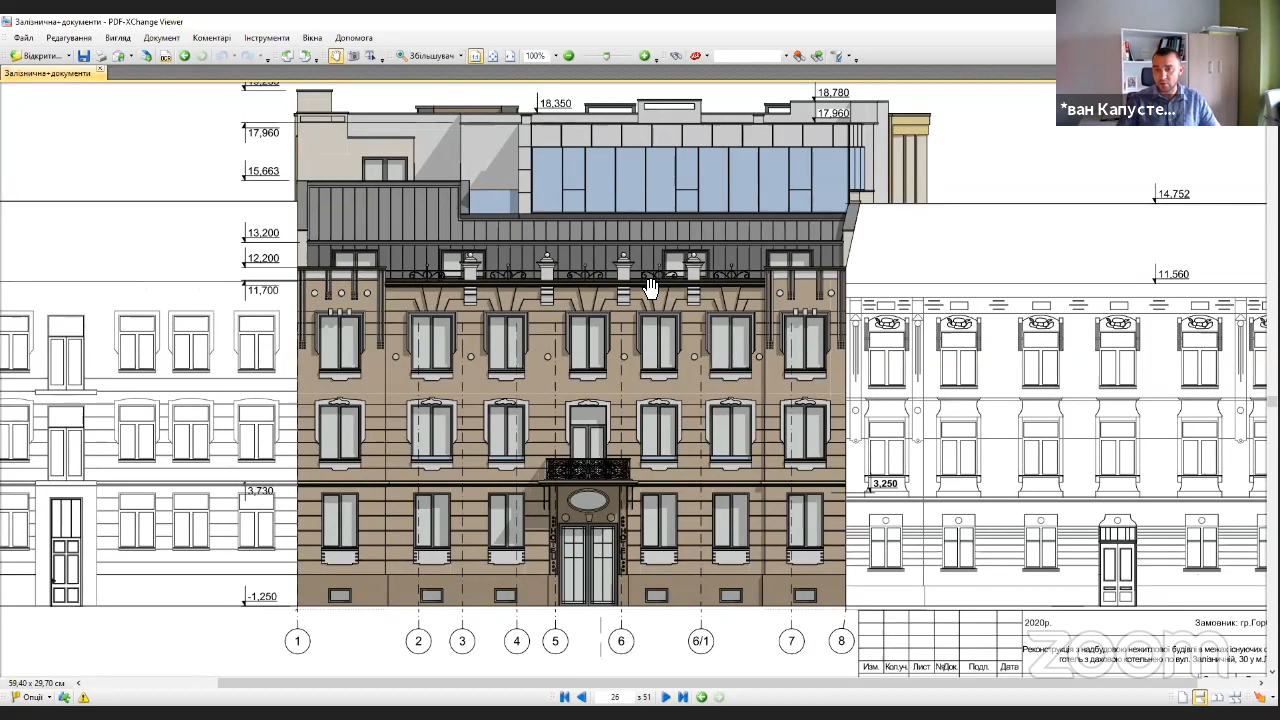 Залізнична+документи - PDF-XChange Viewer
Файл Редагування Вигляд Документ Коментарі Інструменти Вікна Допомога
Відкрити... OCR Збільшувач 100%
Залізнична+документи
*ван Капусте...
18,350
18,780
17,960
17,960
15,663
14,752
13,200
12,200
11,700
11,560
3,730
3,250
HOTEL
-1,250
1 2 3 4 5 6 6/1 7 8
2020р. Замовник: гр.Гор
Реконструкція з надбудовою нежитлової будівлі в межах існуючих
готель з даховою котельнею по вул. Залізничній, 30 у м.Л
Изм. Кол.уч. Лист №Док Подп. Дата
zoom
59,40 x 29,70 см
Опції 26 з 51